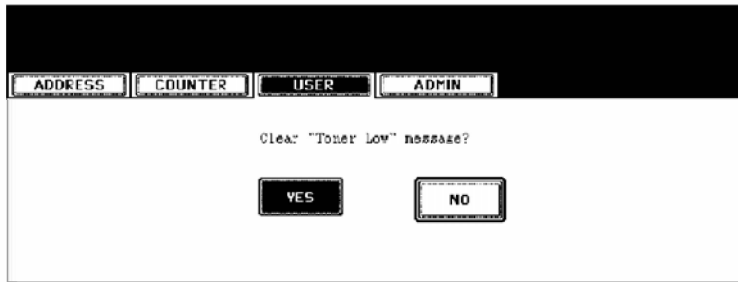 ADDRESS COUNTER USER ADMIN
Clear "Toner Low" message?
YES NO